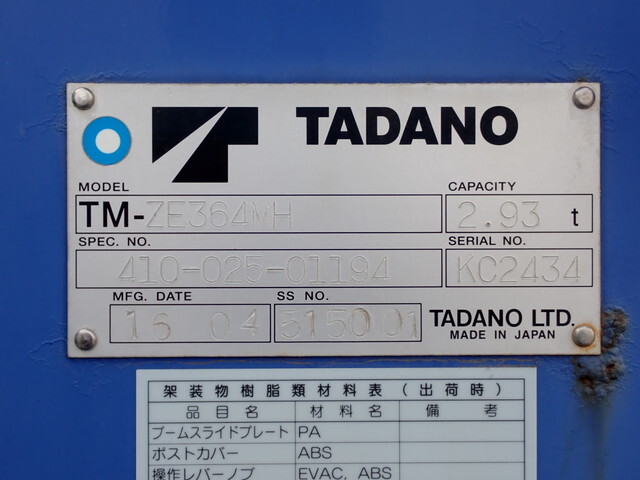 TADANO
MODEL
TM-ZE364MH
CAPACITY
2.93 t
SPEC. NO.
410-025-01194
SERIAL NO.
KC2434
MFG. DATE
16 04
SS NO.
515001
TADANO LTD.
MADE IN JAPAN
架装物樹脂類材料表(出荷時)
品目名 材料名 備考
ブームスライドプレート PA
ポストカバー ABS
操作レバーノブ EVAC, ABS